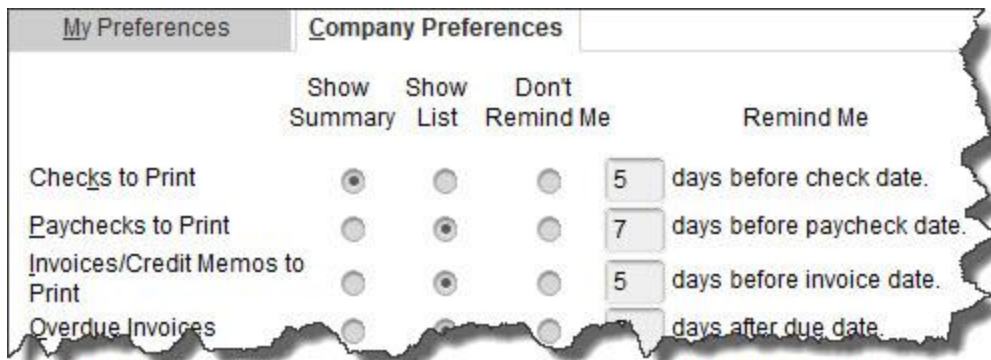 My Preferences Company Preferences
Show Show Don't
Summary List Remind Me Remind Me
Checks to Print 5 days before check date.
Paychecks to Print 7 days before paycheck date.
Invoices/Credit Memos to
Print 5 days before invoice date.
Overdue Invoices days after due date.